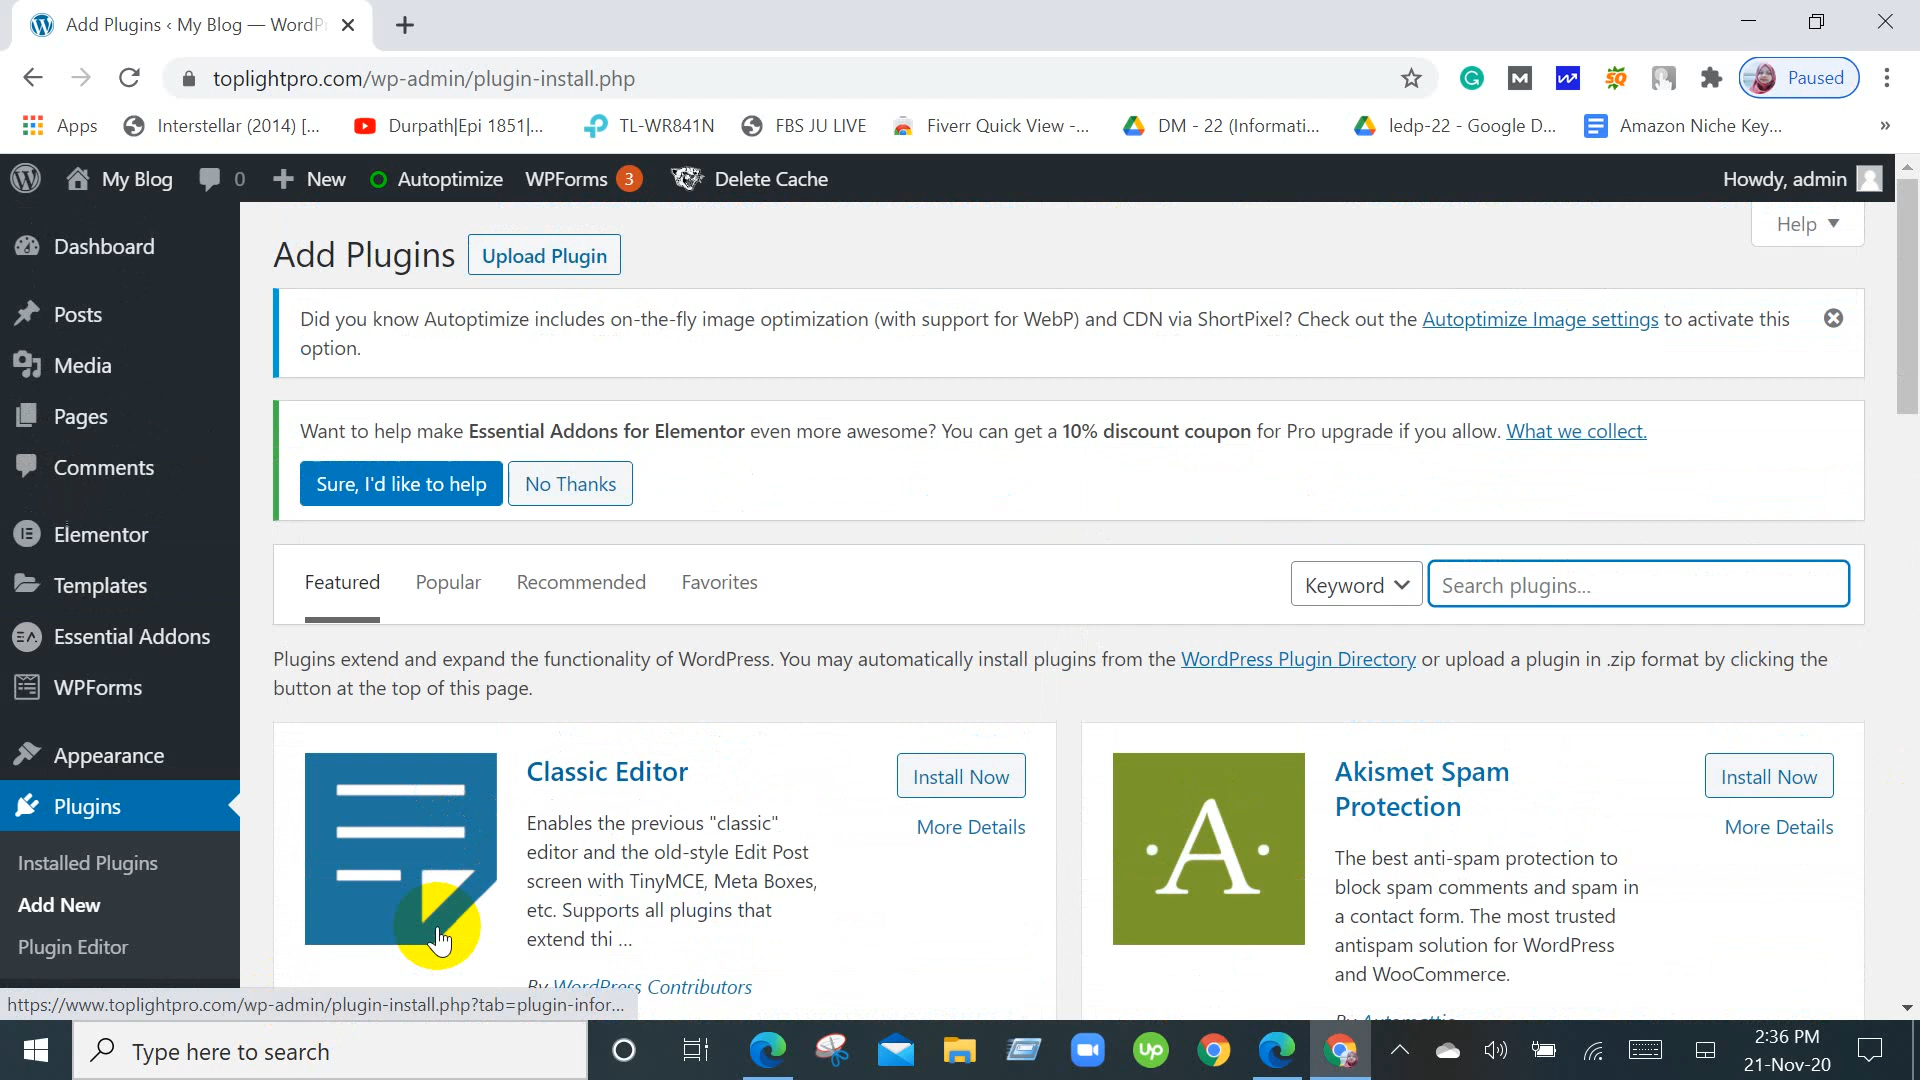 Add Plugins ‹ My Blog — WordPr
toplightpro.com/wp-admin/plugin-install.php
Paused
Apps
Interstellar (2014) [...
Durpath|Epi 1851|...
TL-WR841N
FBS JU LIVE
Fiverr Quick View -...
DM - 22 (Informati...
ledp-22 - Google D...
Amazon Niche Key...
»
My Blog
0
New
Autoptimize
WPForms 3
Delete Cache
Howdy, admin
Help
Dashboard
Posts
Media
Pages
Comments
Elementor
Templates
Essential Addons
WPForms
Appearance
Plugins
Installed Plugins
Add New
Plugin Editor
Add Plugins
Upload Plugin
Did you know Autoptimize includes on-the-fly image optimization (with support for WebP) and CDN via ShortPixel? Check out the Autoptimize Image settings to activate this
option.
Want to help make Essential Addons for Elementor even more awesome? You can get a 10% discount coupon for Pro upgrade if you allow. What we collect.
Sure, I'd like to help
No Thanks
Featured
Popular
Recommended
Favorites
Keyword
Search plugins...
Plugins extend and expand the functionality of WordPress. You may automatically install plugins from the WordPress Plugin Directory or upload a plugin in .zip format by clicking the
button at the top of this page.
Classic Editor
Install Now
More Details
Enables the previous "classic"
editor and the old-style Edit Post
screen with TinyMCE, Meta Boxes,
etc. Supports all plugins that
extend thi ...
By WordPress Contributors
A
Akismet Spam
Protection
Install Now
More Details
The best anti-spam protection to
block spam comments and spam in
a contact form. The most trusted
antispam solution for WordPress
and WooCommerce.
By Automattic
https://www.toplightpro.com/wp-admin/plugin-install.php?tab=plugin-infor...
Type here to search
2:36 PM
21-Nov-20